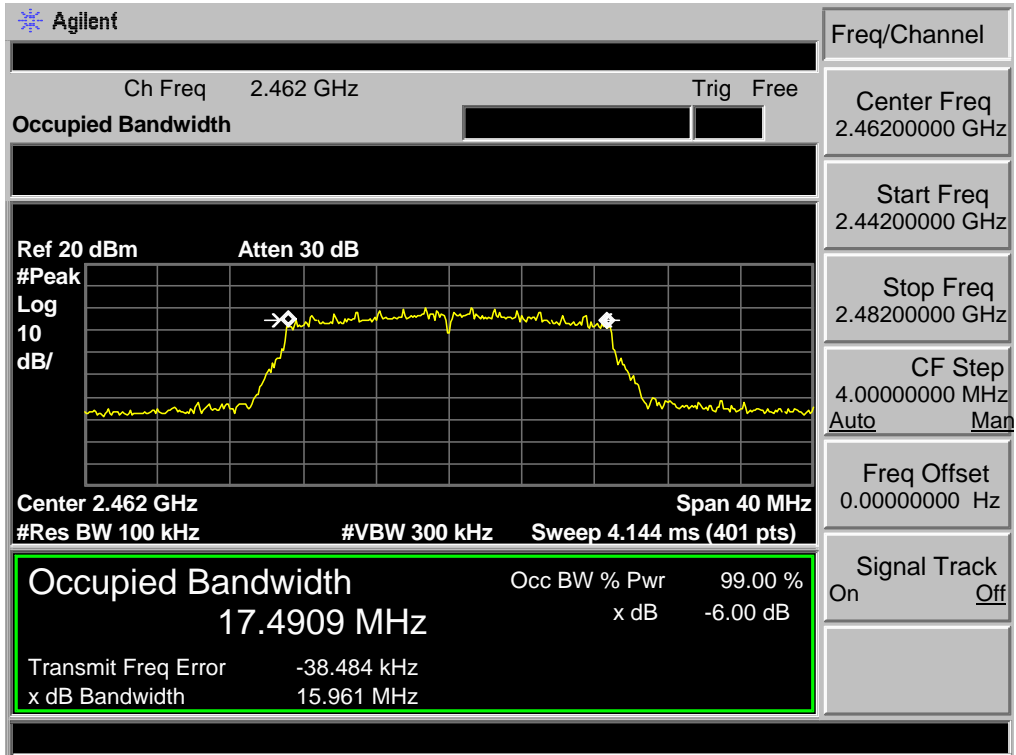 Agilent
Freq/Channel
Ch Freq 2.462 GHz Trig Free
Occupied Bandwidth
Center Freq
2.46200000 GHz
Start Freq
2.44200000 GHz
Stop Freq
2.48200000 GHz
CF Step
4.00000000 MHz
Auto Man
Freq Offset
0.00000000 Hz
Signal Track
On Off
Ref 20 dBm Atten 30 dB
#Peak
Log
10
dB/
Center 2.462 GHz Span 40 MHz
#Res BW 100 kHz #VBW 300 kHz Sweep 4.144 ms (401 pts)
Occupied Bandwidth Occ BW % Pwr 99.00 %
17.4909 MHz x dB -6.00 dB
Transmit Freq Error -38.484 kHz
x dB Bandwidth 15.961 MHz